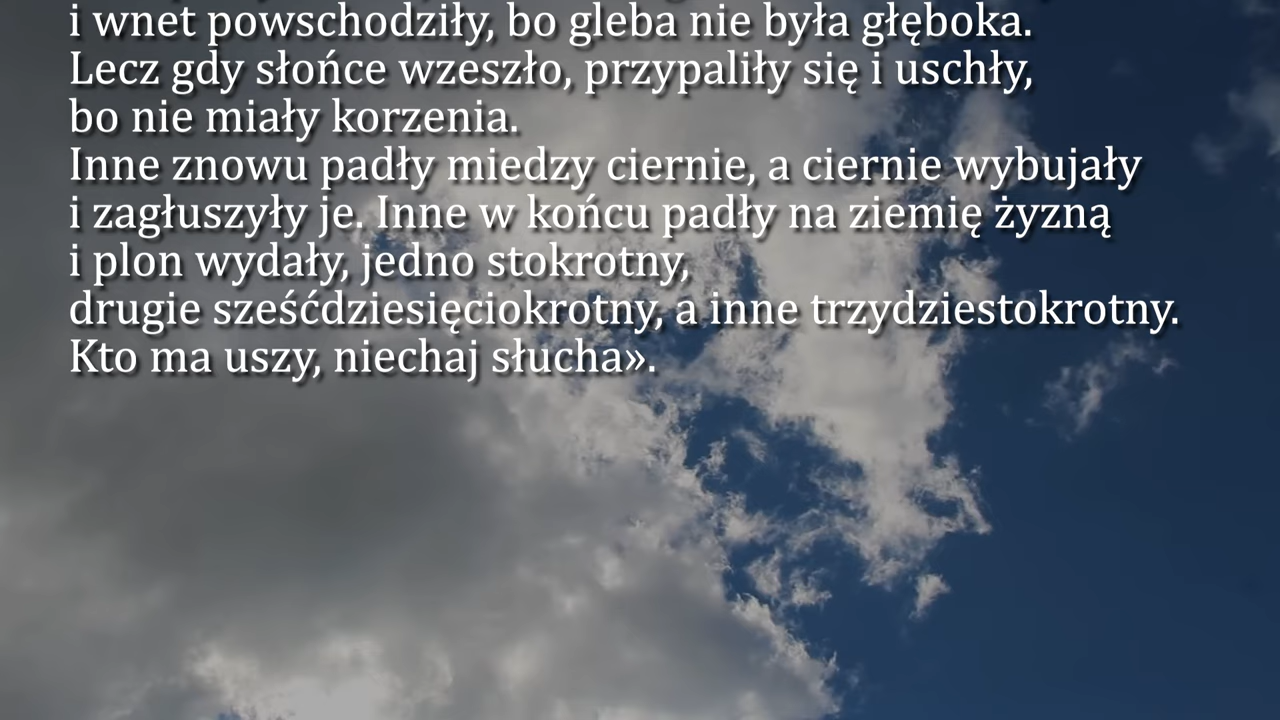 i wnet powschodziły, bo gleba nie była głęboka.
Lecz gdy słońce wzeszło, przypaliły się i uschły,
bo nie miały korzenia.
Inne znowu padły miedzy ciernie, a ciernie wybujały
i zagłuszyły je. Inne w końcu padły na ziemię żyzną
i plon wydały, jedno stokrotny,
drugie sześćdziesięciokrotny, a inne trzydziestokrotny.
Kto ma uszy, niechaj słucha».